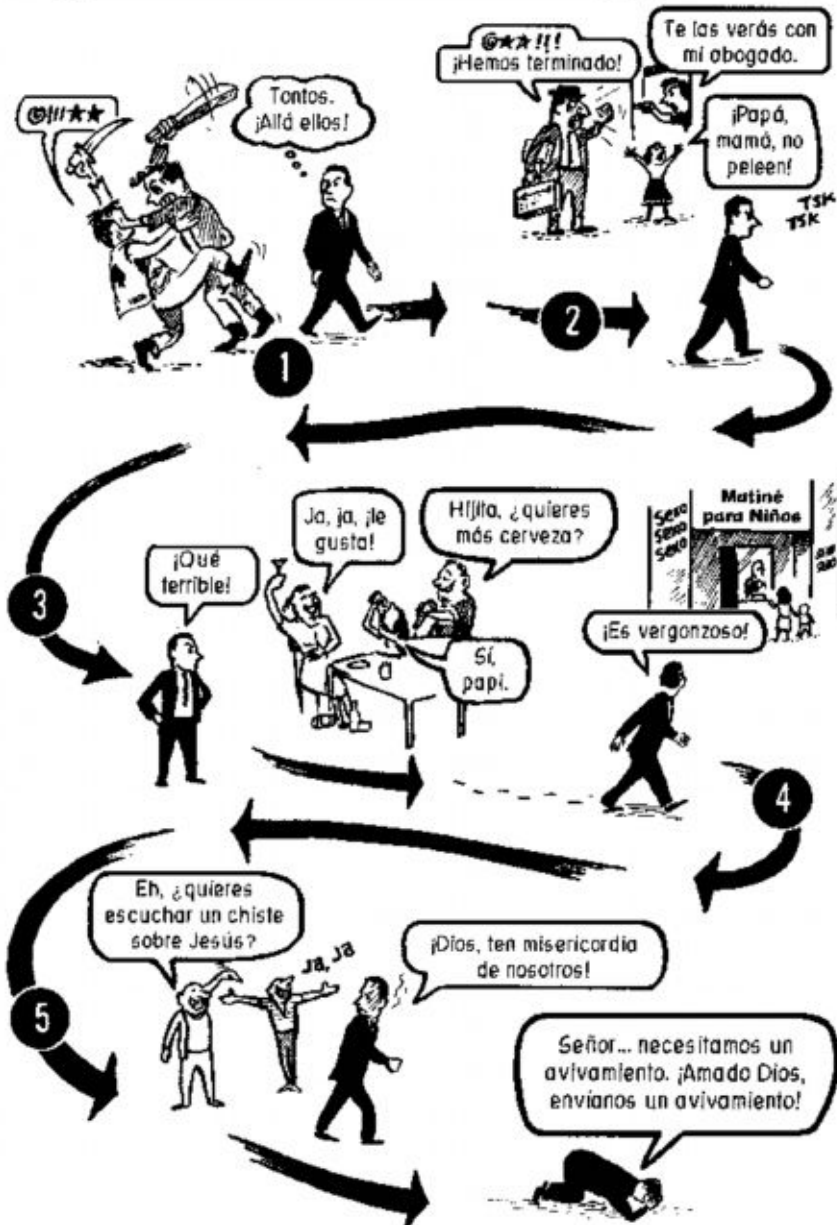 @!!!★★
Tontos.
¡Allá ellos!
1
@★★!!!
¡Hemos terminado!
Te las verás con
mi abogado.
¡Papá,
mamá, no
peleen!
TSK
TSK
2
3
¡Qué
terrible!
Ja, ja, ¡le
gusta!
Hijita, ¿quieres
más cerveza?
Sí,
papi.
Sexo
Sexo
Sexo
Matiné
para Niños
¡Es vergonzoso!
4
5
Eh, ¿quieres
escuchar un chiste
sobre Jesús?
Ja, Ja
¡Dios, ten misericordia
de nosotros!
Señor... necesitamos un
avivamiento. ¡Amado Dios,
envíanos un avivamiento!